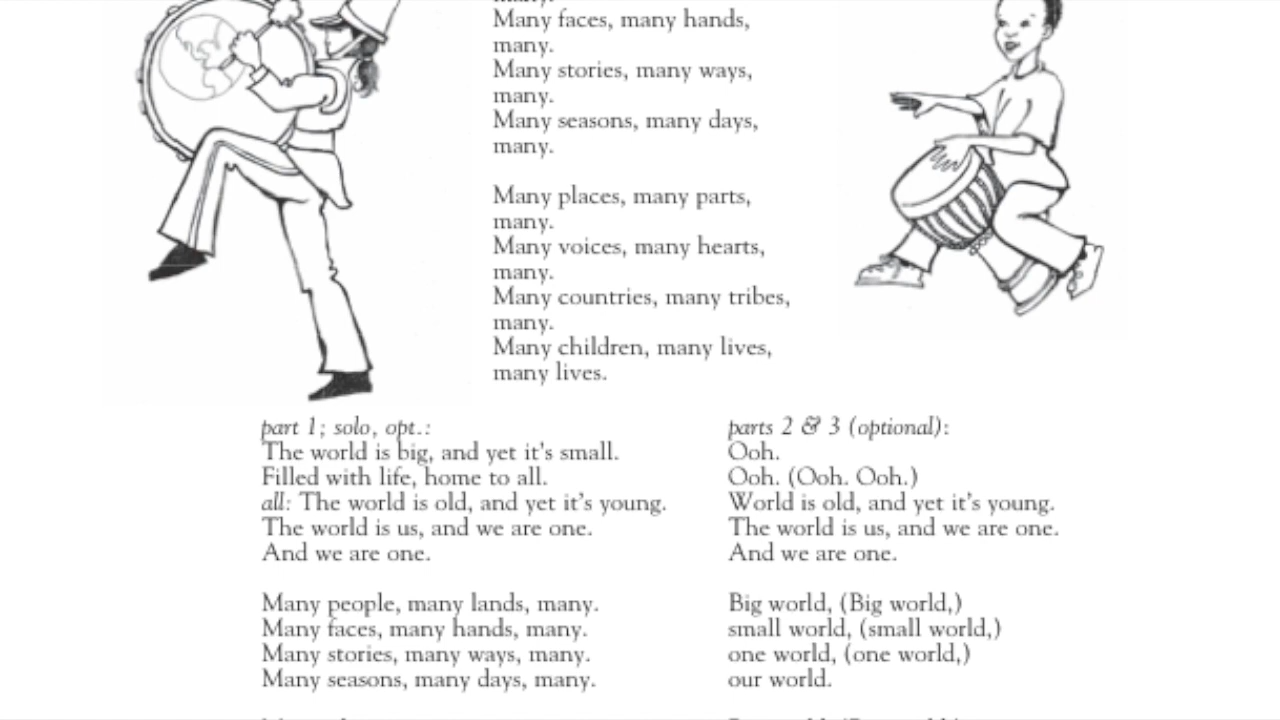 many.
Many faces, many hands,
many.
Many stories, many ways,
many.
Many seasons, many days,
many.
Many places, many parts,
many.
Many voices, many hearts,
many.
Many countries, many tribes,
many.
Many children, many lives,
many lives.
part 1; solo, opt.:
The world is big, and yet it's small.
Filled with life, home to all.
all: The world is old, and yet it's young.
The world is us, and we are one.
And we are one.
Many people, many lands, many.
Many faces, many hands, many.
Many stories, many ways, many.
Many seasons, many days, many.
parts 2 & 3 (optional):
Ooh.
Ooh. (Ooh. Ooh.)
World is old, and yet it's young.
The world is us, and we are one.
And we are one.
Big world, (Big world,)
small world, (small world,)
one world, (one world,)
our world.